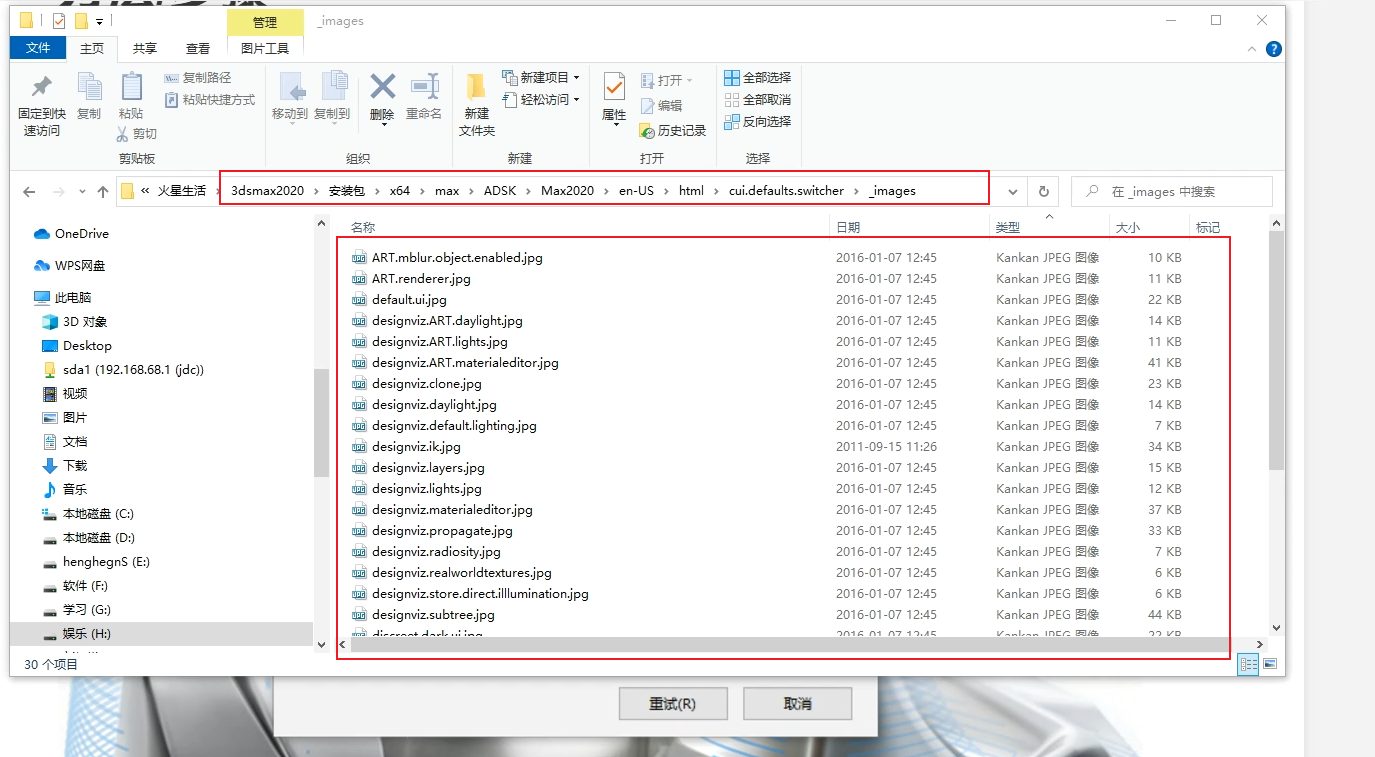 管理
_images
文件
主页
共享
查看
图片工具
固定到快速访问
复制
粘贴
复制路径
粘贴快捷方式
剪切
剪贴板
移动到
复制到
删除
重命名
组织
新建文件夹
新建项目
轻松访问
新建
属性
打开
编辑
历史记录
打开
全部选择
全部取消
反向选择
选择
« 火星生活 › 3dsmax2020 › 安装包 › x64 › max › ADSK › Max2020 › en-US › html › cui.defaults.switcher › _images
在 _images 中搜索
OneDrive
WPS网盘
此电脑
3D 对象
Desktop
sda1 (192.168.68.1 (jdc))
视频
图片
文档
下载
音乐
本地磁盘 (C:)
本地磁盘 (D:)
henghegnS (E:)
软件 (F:)
学习 (G:)
娱乐 (H:)
名称 日期 类型 大小 标记
ART.mblur.object.enabled.jpg 2016-01-07 12:45 Kankan JPEG 图像 10 KB
ART.renderer.jpg 2016-01-07 12:45 Kankan JPEG 图像 11 KB
default.ui.jpg 2016-01-07 12:45 Kankan JPEG 图像 22 KB
designviz.ART.daylight.jpg 2016-01-07 12:45 Kankan JPEG 图像 14 KB
designviz.ART.lights.jpg 2016-01-07 12:45 Kankan JPEG 图像 11 KB
designviz.ART.materialeditor.jpg 2016-01-07 12:45 Kankan JPEG 图像 41 KB
designviz.clone.jpg 2016-01-07 12:45 Kankan JPEG 图像 23 KB
designviz.daylight.jpg 2016-01-07 12:45 Kankan JPEG 图像 14 KB
designviz.default.lighting.jpg 2016-01-07 12:45 Kankan JPEG 图像 7 KB
designviz.ik.jpg 2011-09-15 11:26 Kankan JPEG 图像 34 KB
designviz.layers.jpg 2016-01-07 12:45 Kankan JPEG 图像 15 KB
designviz.lights.jpg 2016-01-07 12:45 Kankan JPEG 图像 12 KB
designviz.materialeditor.jpg 2016-01-07 12:45 Kankan JPEG 图像 37 KB
designviz.propagate.jpg 2016-01-07 12:45 Kankan JPEG 图像 33 KB
designviz.radiosity.jpg 2016-01-07 12:45 Kankan JPEG 图像 7 KB
designviz.realworldtextures.jpg 2016-01-07 12:45 Kankan JPEG 图像 6 KB
designviz.store.direct.illlumination.jpg 2016-01-07 12:45 Kankan JPEG 图像 6 KB
designviz.subtree.jpg 2016-01-07 12:45 Kankan JPEG 图像 44 KB
discreet.dark.ui.jpg 2016-01-07 12:45 Kankan JPEG 图像 22 KB
30 个项目
重试(R)
取消